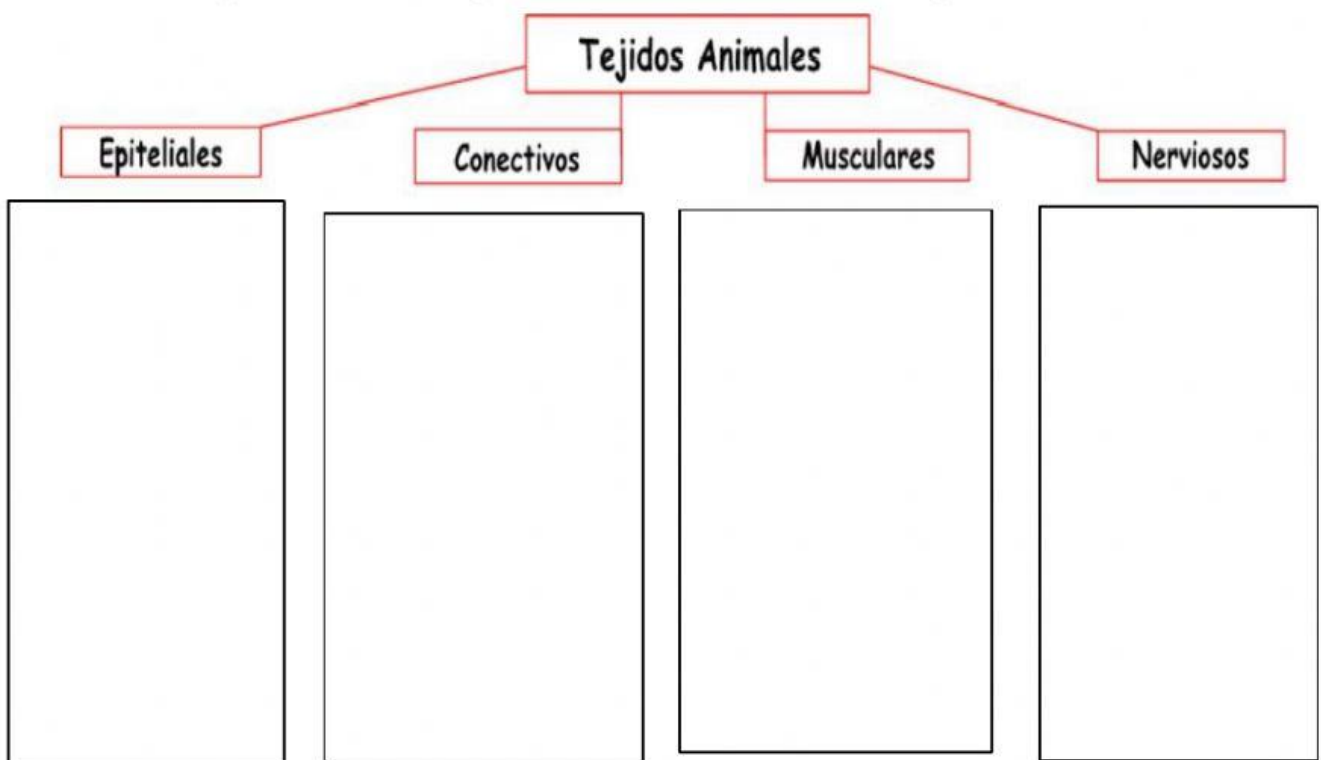 Tejidos Animales
Epiteliales
Conectivos
Musculares
Nerviosos